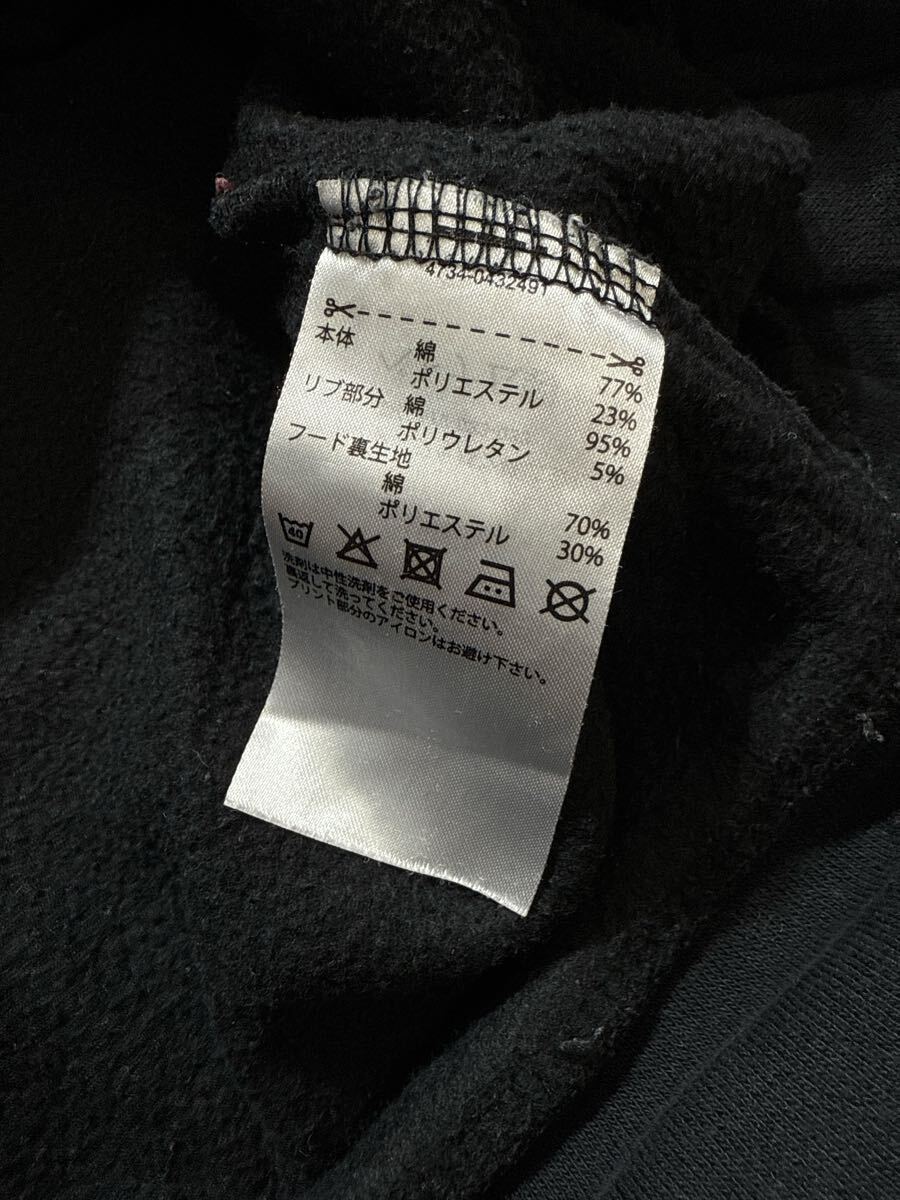 4734-0432491
本体 綿 77%
ポリエステル 23%
リブ部分 綿 95%
ポリウレタン 5%
フード裏生地
綿 70%
ポリエステル 30%
40
洗剤は中性洗剤をご使用ください。
裏返して洗ってください。
プリント部分のアイロンはお避け下さい。